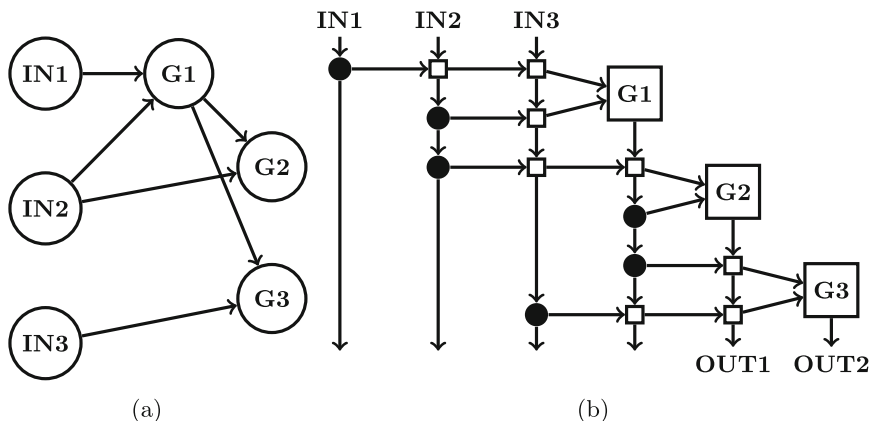 IN1 IN2 IN3
IN1 G1
G1
G2
IN2
G2
G3
IN3
G3
OUT1 OUT2
(a) (b)